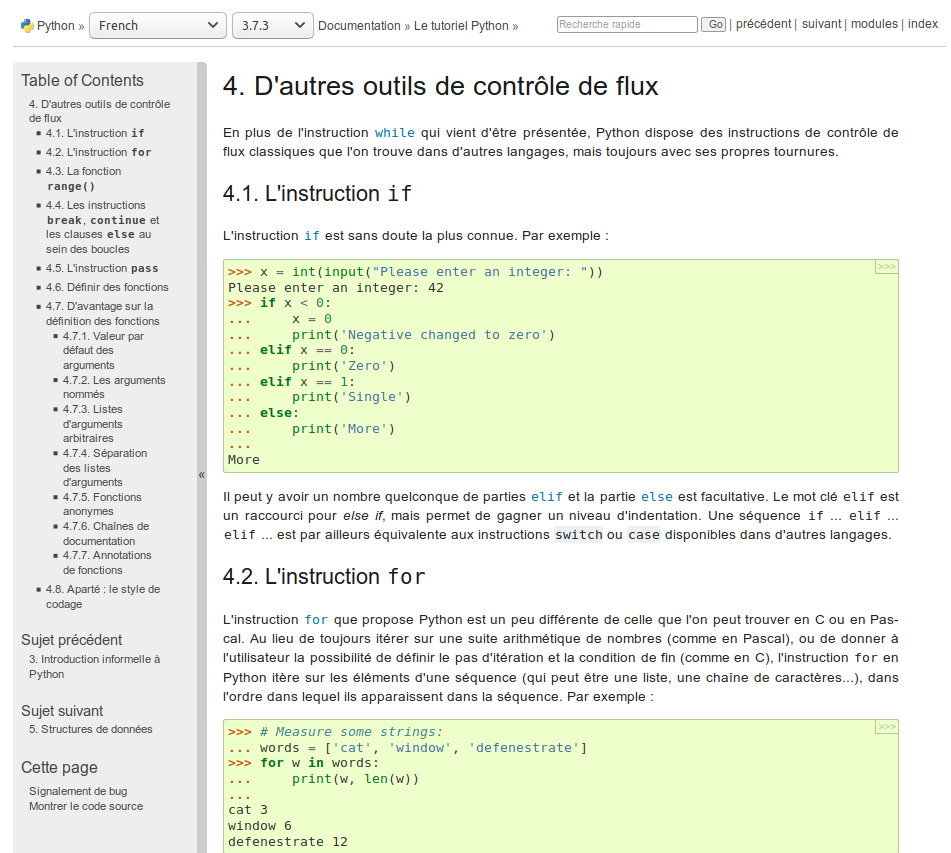 Python » French 3.7.3 Documentation » Le tutoriel Python » Recherche rapide Go | précédent | suivant | modules | index
Table of Contents
4. D'autres outils de contrôle
de flux
4.1. L'instruction if
4.2. L'instruction for
4.3. La fonction
range()
4.4. Les instructions
break, continue et
les clauses else au
sein des boucles
4.5. L'instruction pass
4.6. Définir des fonctions
4.7. D'avantage sur la
définition des fonctions
4.7.1. Valeur par
défaut des
arguments
4.7.2. Les arguments
nommés
4.7.3. Listes
d'arguments
arbitraires
4.7.4. Séparation
des listes
d'arguments
4.7.5. Fonctions
anonymes
4.7.6. Chaînes de
documentation
4.7.7. Annotations
de fonctions
4.8. Aparté : le style de
codage
Sujet précédent
3. Introduction informelle à
Python
Sujet suivant
5. Structures de données
Cette page
Signalement de bug
Montrer le code source
«
4. D'autres outils de contrôle de flux
En plus de l'instruction while qui vient d'être présentée, Python dispose des instructions de contrôle de
flux classiques que l'on trouve dans d'autres langages, mais toujours avec ses propres tournures.
4.1. L'instruction if
L'instruction if est sans doute la plus connue. Par exemple :
>>> x = int(input("Please enter an integer: ")) >>>
Please enter an integer: 42
>>> if x < 0:
...     x = 0
...     print('Negative changed to zero')
... elif x == 0:
...     print('Zero')
... elif x == 1:
...     print('Single')
... else:
...     print('More')
...
More
Il peut y avoir un nombre quelconque de parties elif et la partie else est facultative. Le mot clé elif est
un raccourci pour else if, mais permet de gagner un niveau d'indentation. Une séquence if ... elif ...
elif ... est par ailleurs équivalente aux instructions switch ou case disponibles dans d'autres langages.
4.2. L'instruction for
L'instruction for que propose Python est un peu différente de celle que l'on peut trouver en C ou en Pas-
cal. Au lieu de toujours itérer sur une suite arithmétique de nombres (comme en Pascal), ou de donner à
l'utilisateur la possibilité de définir le pas d'itération et la condition de fin (comme en C), l'instruction for en
Python itère sur les éléments d'une séquence (qui peut être une liste, une chaîne de caractères...), dans
l'ordre dans lequel ils apparaissent dans la séquence. Par exemple :
>>> # Measure some strings: >>>
... words = ['cat', 'window', 'defenestrate']
>>> for w in words:
...     print(w, len(w))
...
cat 3
window 6
defenestrate 12